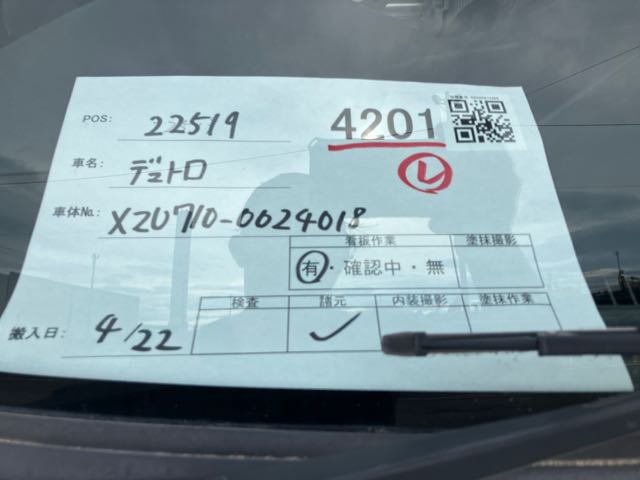 POS: 22519 4201
レ
車名: デュトロ
車体No: XZU710-0024018
看板作業 塗抹撮影
有・確認中・無
検査 諸元 内装撮影 塗抹作業
搬入日: 4/22 ✓